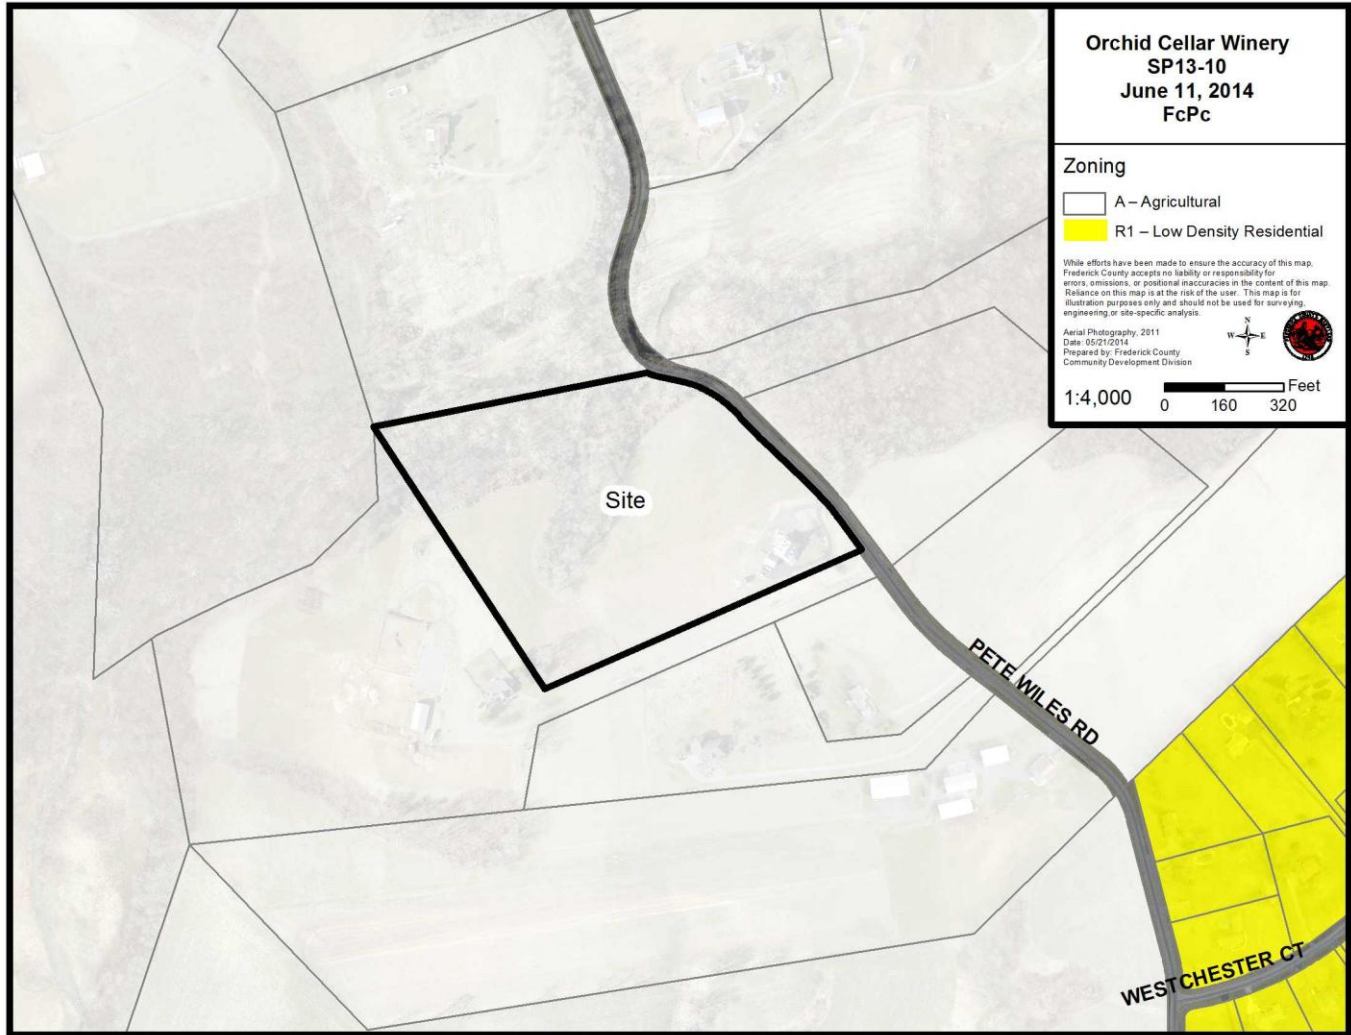 Orchid Cellar Winery
SP13-10
June 11, 2014
FcPc
Zoning
A – Agricultural
R1 – Low Density Residential
While efforts have been made to ensure the accuracy of this map,
Frederick County accepts no liability or responsibility for
errors, omissions, or positional inaccuracies in the content of this map.
Reliance on this map is at the risk of the user. This map is for
illustration purposes only and should not be used for surveying,
engineering, or site-specific analysis.
Aerial Photography, 2011
Date: 05/21/2014
Prepared by: Frederick County
Community Development Division
N
W E
S
1:4,000
Feet
0 160 320
Site
PETE WILES RD
WESTCHESTER CT